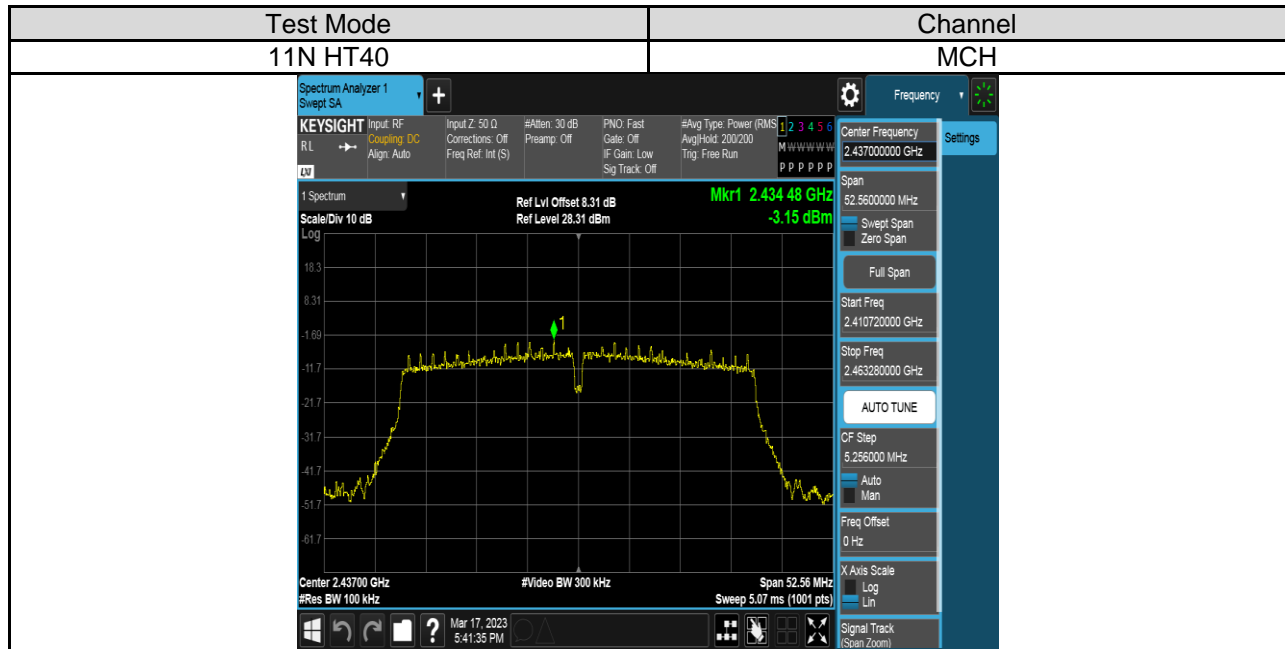 Test Mode
Channel
11N HT40
MCH
Spectrum Analyzer 1
Swept SA
+
Frequency
KEYSIGHT
RL
LXI
Input: RF
Coupling: DC
Align: Auto
Input Z: 50 Ω
Corrections: Off
Freq Ref: Int (S)
#Atten: 30 dB
Preamp: Off
PNO: Fast
Gate: Off
IF Gain: Low
Sig Track: Off
#Avg Type: Power (RMS
Avg|Hold: 200/200
Trig: Free Run
1 2 3 4 5 6
M W W W W W
P P P P P P
Center Frequency
2.437000000 GHz
Settings
1 Spectrum
Scale/Div 10 dB
Log
Ref Lvl Offset 8.31 dB
Ref Level 28.31 dBm
Mkr1 2.434 48 GHz
-3.15 dBm
18.3
8.31
-1.69
-11.7
-21.7
-31.7
-41.7
-51.7
-61.7
1
Center 2.43700 GHz
#Res BW 100 kHz
#Video BW 300 kHz
Span 52.56 MHz
Sweep 5.07 ms (1001 pts)
Span
52.5600000 MHz
Swept Span
Zero Span
Full Span
Start Freq
2.410720000 GHz
Stop Freq
2.463280000 GHz
AUTO TUNE
CF Step
5.256000 MHz
Auto
Man
Freq Offset
0 Hz
X Axis Scale
Log
Lin
Signal Track
(Span Zoom)
?
Mar 17, 2023
5:41:35 PM